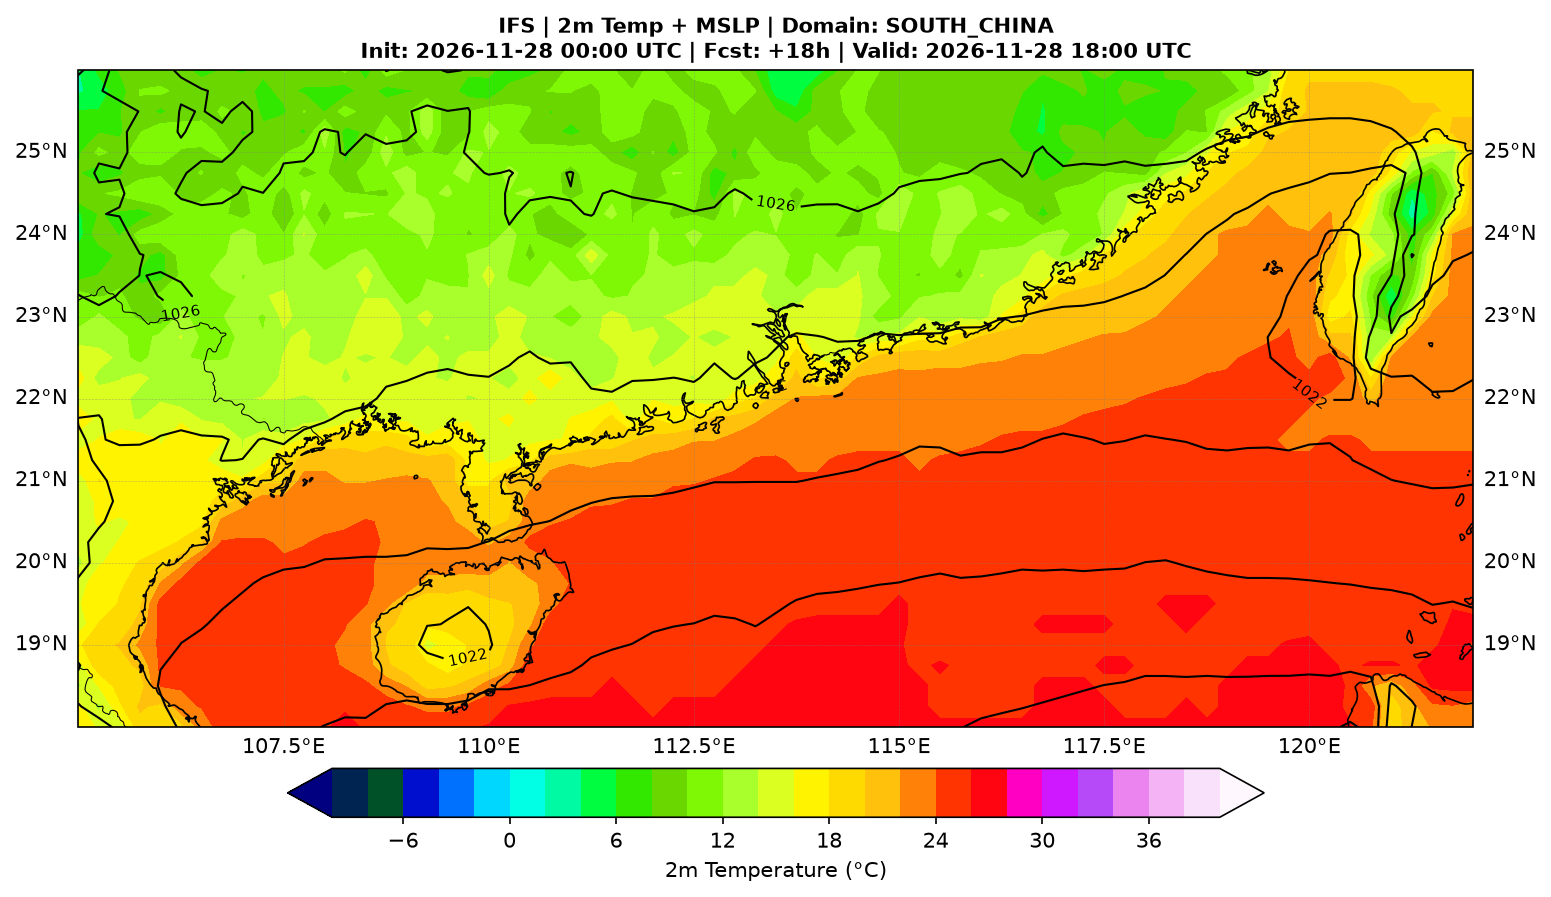 IFS | 2m Temp + MSLP | Domain: SOUTH_CHINA
Init: 2026-11-28 00:00 UTC | Fcst: +18h | Valid: 2026-11-28 18:00 UTC
25°N
25°N
1026
24°N
24°N
1026
23°N
23°N
1022
22°N
22°N
21°N
21°N
20°N
20°N
1022
19°N
19°N
107.5°E
110°E
112.5°E
115°E
117.5°E
120°E
−6
0
6
12
18
24
30
36
2m Temperature (°C)